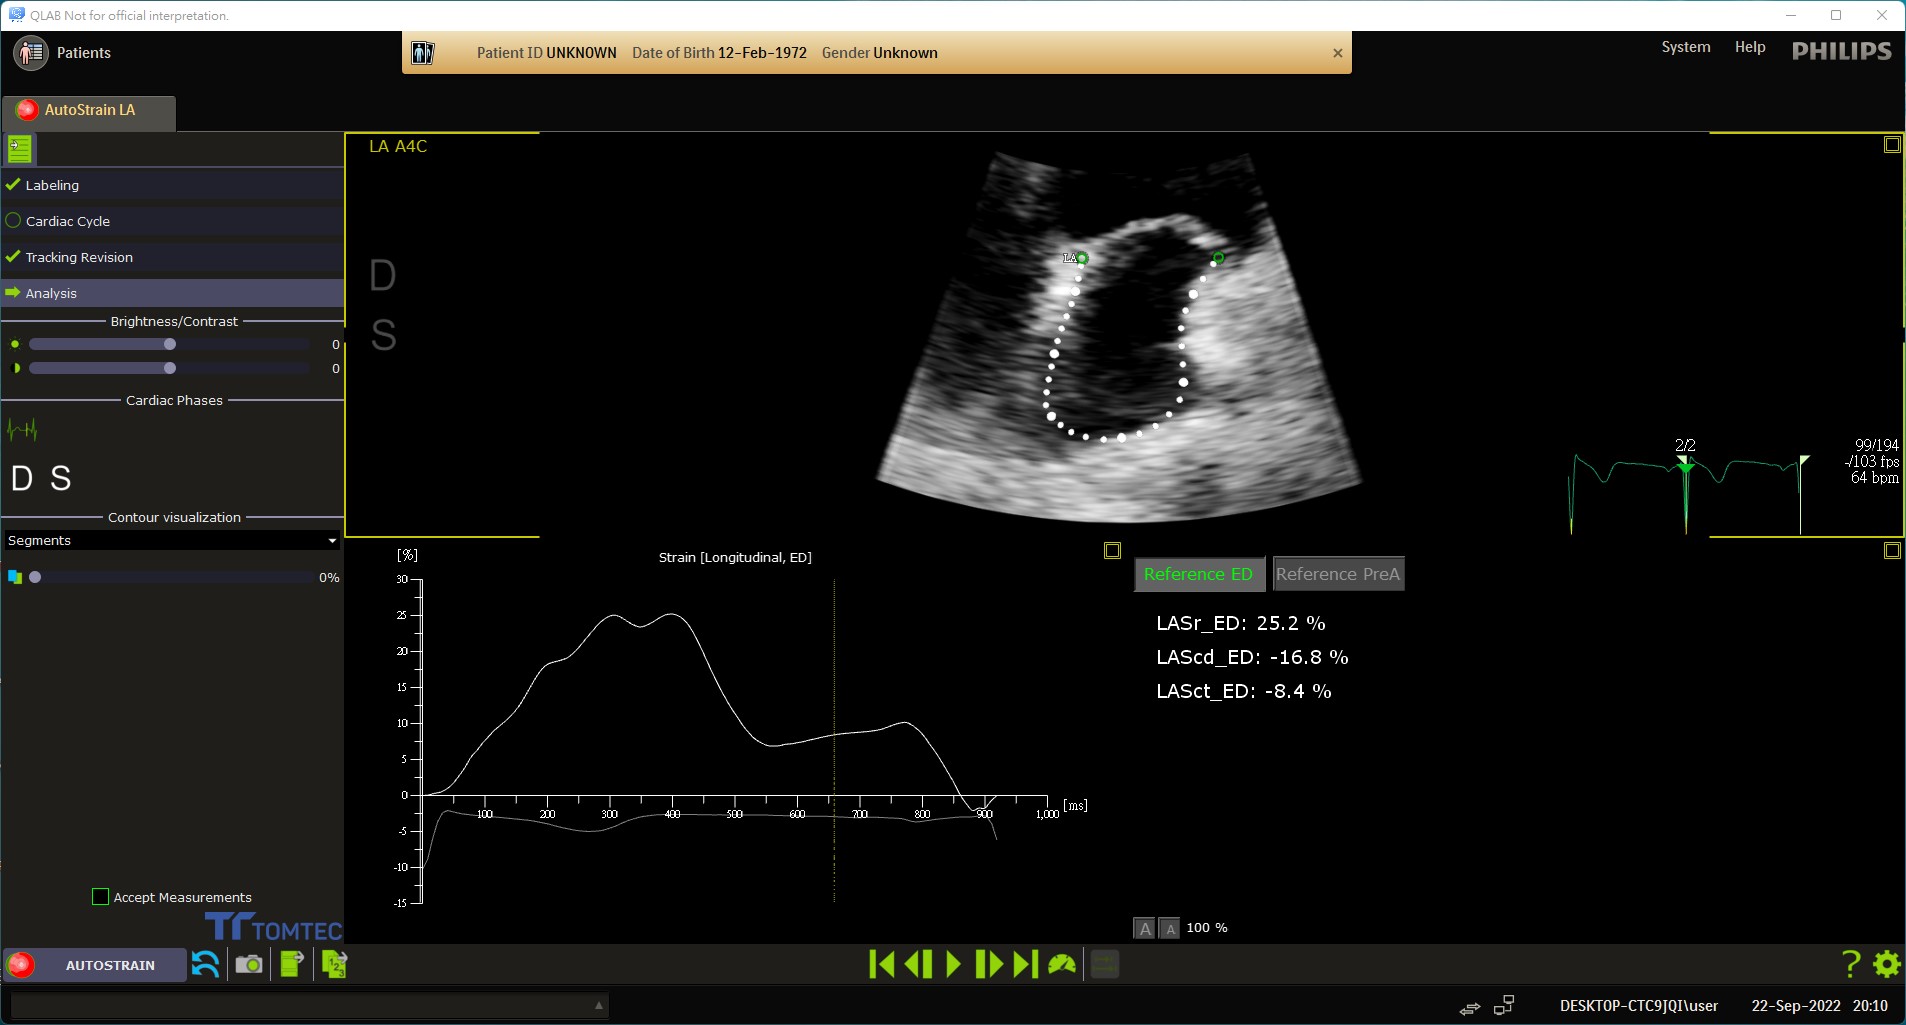 QLAB Not for official interpretation.
Patients
Patient ID UNKNOWN Date of Birth 12-Feb-1972 Gender Unknown ×
System Help PHILIPS
AutoStrain LA
Labeling
Cardiac Cycle
Tracking Revision
Analysis
Brightness/Contrast
0
0
Cardiac Phases
D S
Contour visualization
Segments
0%
Accept Measurements
TOMTEC
LA A4C
D
S
LA
2/2
99/194
-/103 fps
64 bpm
[%]
Strain [Longitudinal, ED]
30
25
20
15
10
5
0
-5
-10
-15
100 200 300 400 500 600 700 800 900 1,000 [ms]
Reference ED Reference PreA
LASr_ED: 25.2 %
LAScd_ED: -16.8 %
LASct_ED: -8.4 %
A A 100 %
AUTOSTRAIN
1 2 3
?
DESKTOP-CTC9JQI\user 22-Sep-2022 20:10